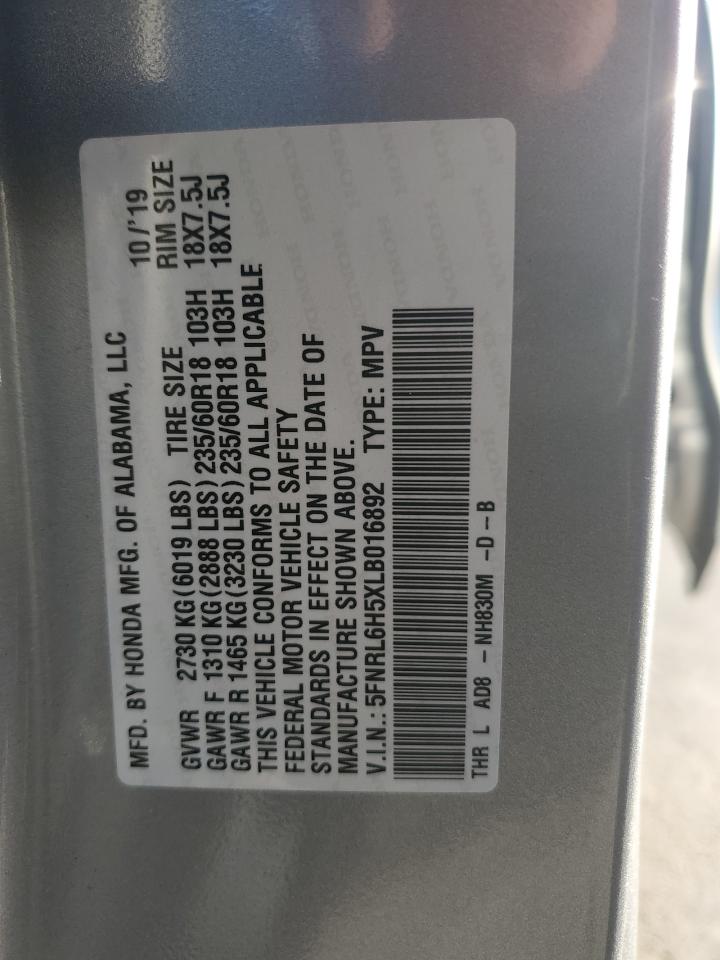 MFD. BY HONDA MFG. OF ALABAMA, LLC 10/'19
GVWR 2730 KG(6019 LBS) TIRE SIZE RIM SIZE
GAWR F 1310 KG(2888 LBS) 235/60R18 103H 18X7.5J
GAWR R 1465 KG(3230 LBS) 235/60R18 103H 18X7.5J
THIS VEHICLE CONFORMS TO ALL APPLICABLE
FEDERAL MOTOR VEHICLE SAFETY
STANDARDS IN EFFECT ON THE DATE OF
MANUFACTURE SHOWN ABOVE.
V.I.N.: 5FNRL6H5XLB016892 TYPE: MPV
THR L AD8 - NH830M -D-B